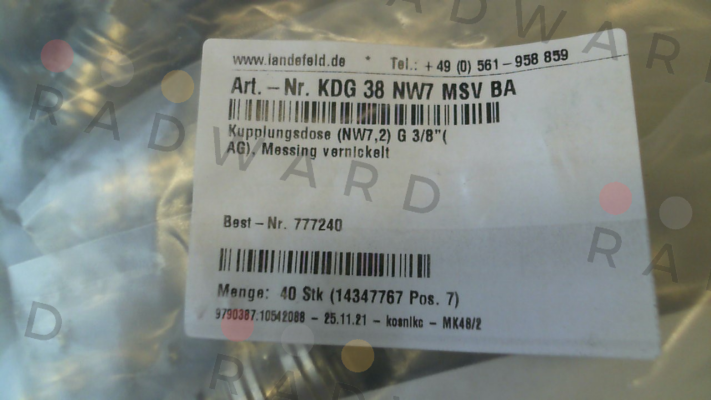 www.landefeld.de * Tel.: +49 (0) 561-958 859
Art.-Nr. KDG 38 NW7 MSV BA
Kupplungsdose (NW7,2) G 3/8"(
AG), Messing vernickelt
Best-Nr. 777240
Menge: 40 Stk (14347767 Pos. 7)
9790387.10542088 - 25.11.21 - kosnikc - MK48/2
RADWARD
RADWARD